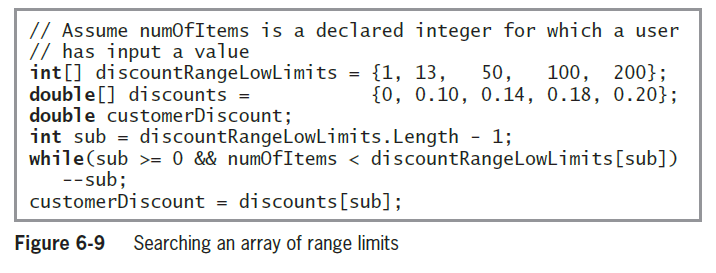 // Assume numOfItems is a declared integer for which a user
// has input a value
int[] discountRangeLowLimits = {1, 13, 50, 100, 200};
double[] discounts = {0, 0.10, 0.14, 0.18, 0.20};
double customerDiscount;
int sub = discountRangeLowLimits.Length - 1;
while(sub >= 0 && numOfItems < discountRangeLowLimits[sub])
--sub;
customerDiscount = discounts[sub];
Figure 6-9 Searching an array of range limits